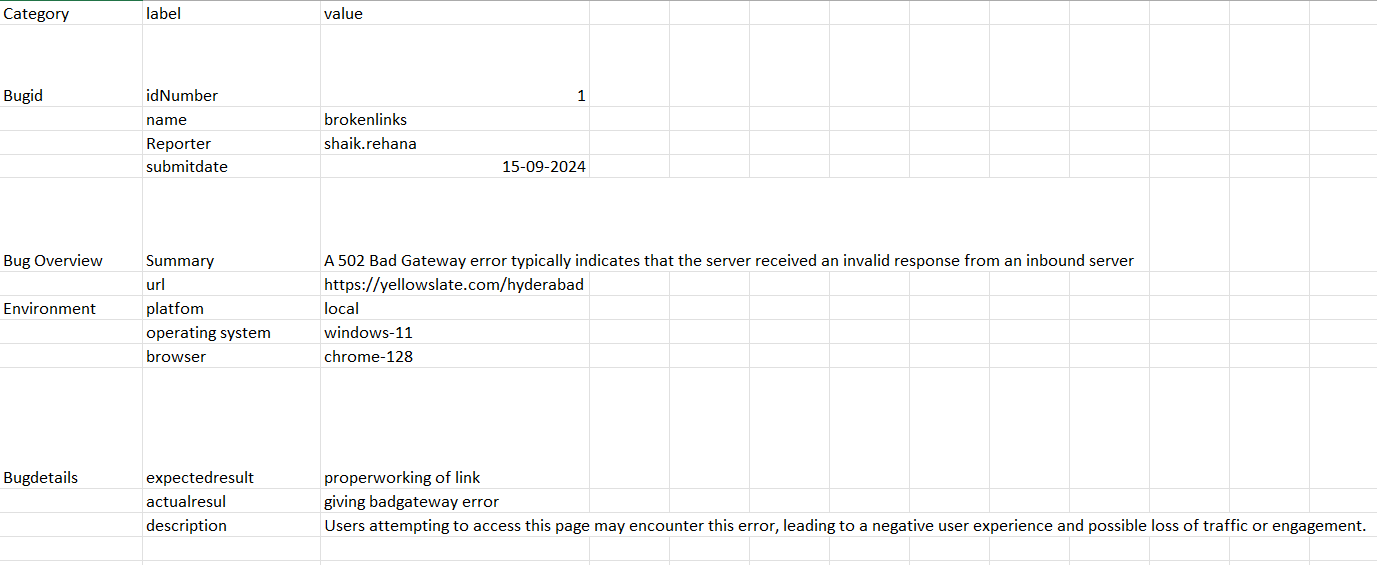 Category label value
Bugid idNumber 1
name brokenlinks
Reporter shaik.rehana
submitdate 15-09-2024
Bug Overview Summary A 502 Bad Gateway error typically indicates that the server received an invalid response from an inbound server
url https://yellowslate.com/hyderabad
Environment platfom local
operating system windows-11
browser chrome-128
Bugdetails expectedresult properworking of link
actualresul giving badgateway error
description Users attempting to access this page may encounter this error, leading to a negative user experience and possible loss of traffic or engagement.